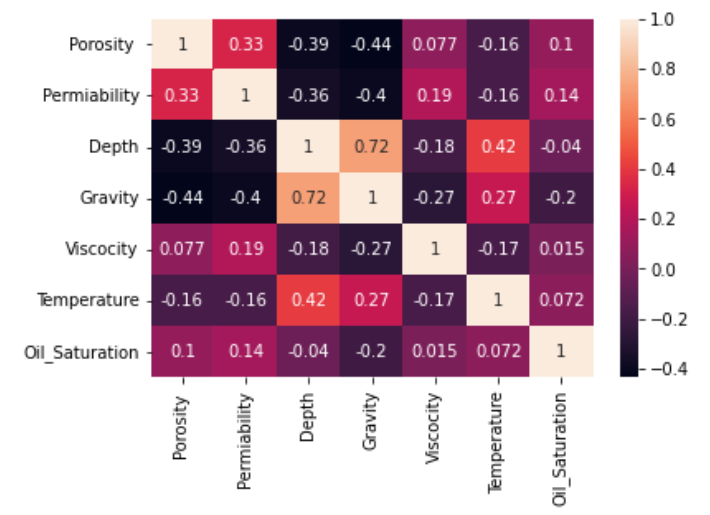 Porosity 1 0.33 -0.39 -0.44 0.077 -0.16 0.1
Permiability 0.33 1 -0.36 -0.4 0.19 -0.16 0.14
Depth -0.39 -0.36 1 0.72 -0.18 0.42 -0.04
Gravity -0.44 -0.4 0.72 1 -0.27 0.27 -0.2
Viscocity 0.077 0.19 -0.18 -0.27 1 -0.17 0.015
Temperature -0.16 -0.16 0.42 0.27 -0.17 1 0.072
Oil_Saturation 0.1 0.14 -0.04 -0.2 0.015 0.072 1
Porosity
Permiability
Depth
Gravity
Viscocity
Temperature
Oil_Saturation
1.0
0.8
0.6
0.4
0.2
0.0
−0.2
−0.4